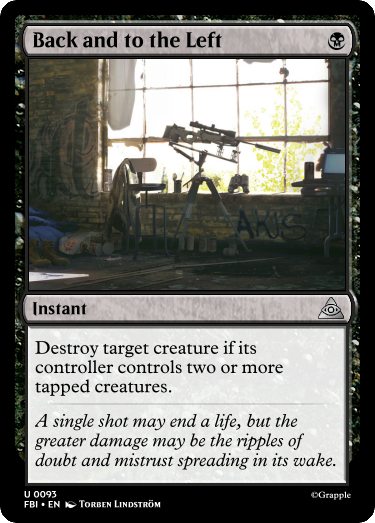 Back and to the Left
Instant
Destroy target creature if its
controller controls two or more
tapped creatures.
A single shot may end a life, but the
greater damage may be the ripples of
doubt and mistrust spreading in its wake.
U 0093
FBI • EN TORBEN LINDSTRÖM
©Grapple